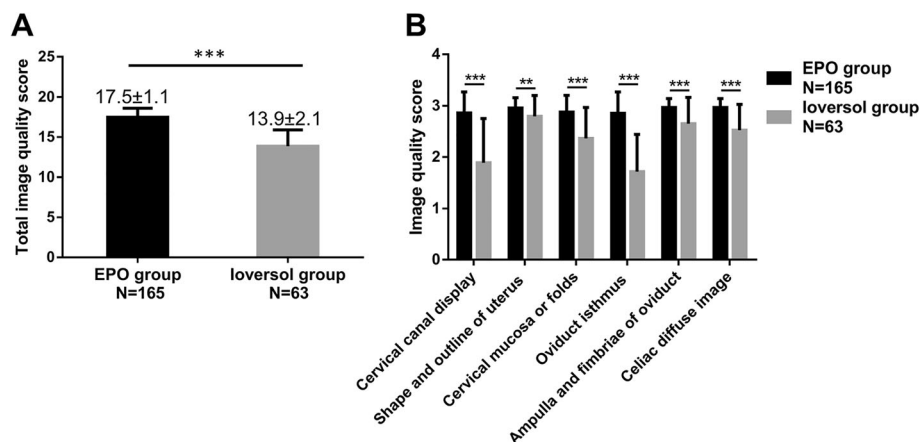 A
Total image quality score
25
20
15
10
5
0
***
17.5±1.1
13.9±2.1
EPO group
N=165
Ioversol group
N=63
B
Image quality score
4
3
2
1
0
***
**
***
***
***
***
EPO group
N=165
Ioversol group
N=63
Cervical canal display
Shape and outline of uterus
Cervical mucosa or folds
Oviduct isthmus
Ampulla and fimbriae of oviduct
Celiac diffuse image